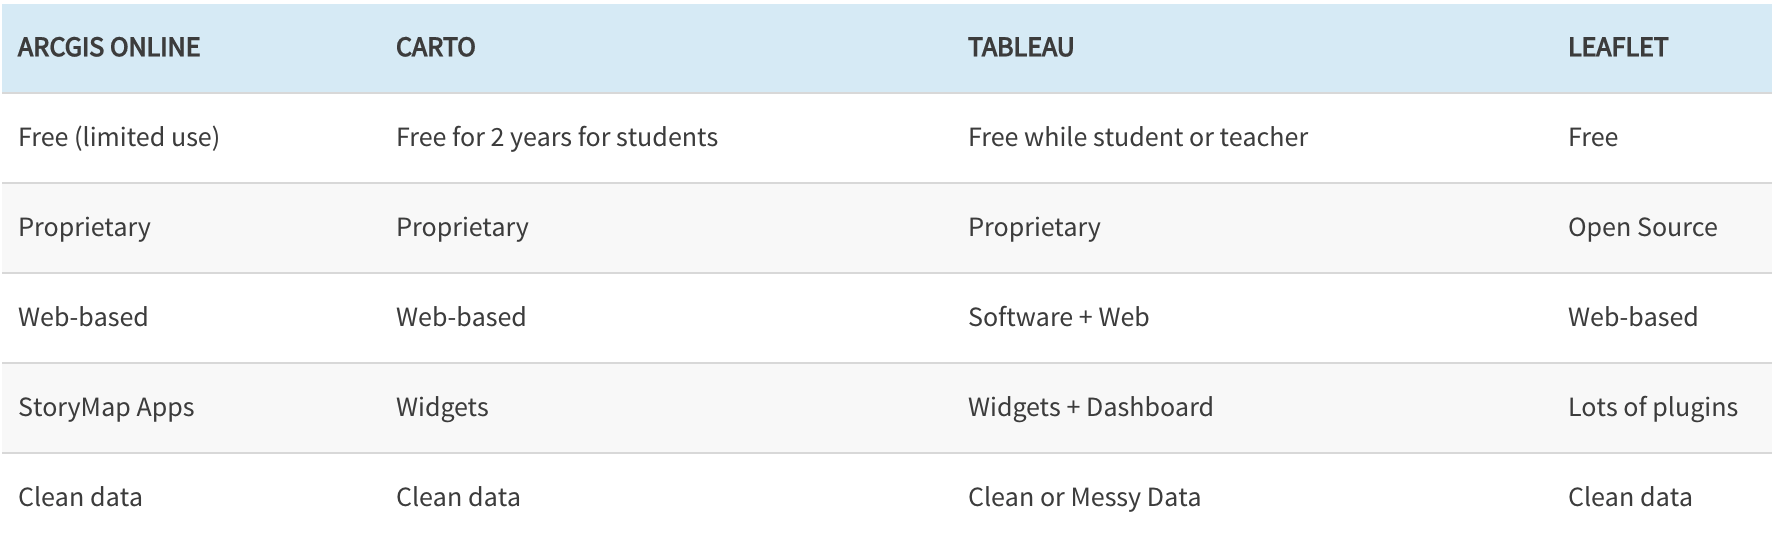 ARCGIS ONLINE CARTO TABLEAU LEAFLET
Free (limited use) Free for 2 years for students Free while student or teacher Free
Proprietary Proprietary Proprietary Open Source
Web-based Web-based Software + Web Web-based
StoryMap Apps Widgets Widgets + Dashboard Lots of plugins
Clean data Clean data Clean or Messy Data Clean data